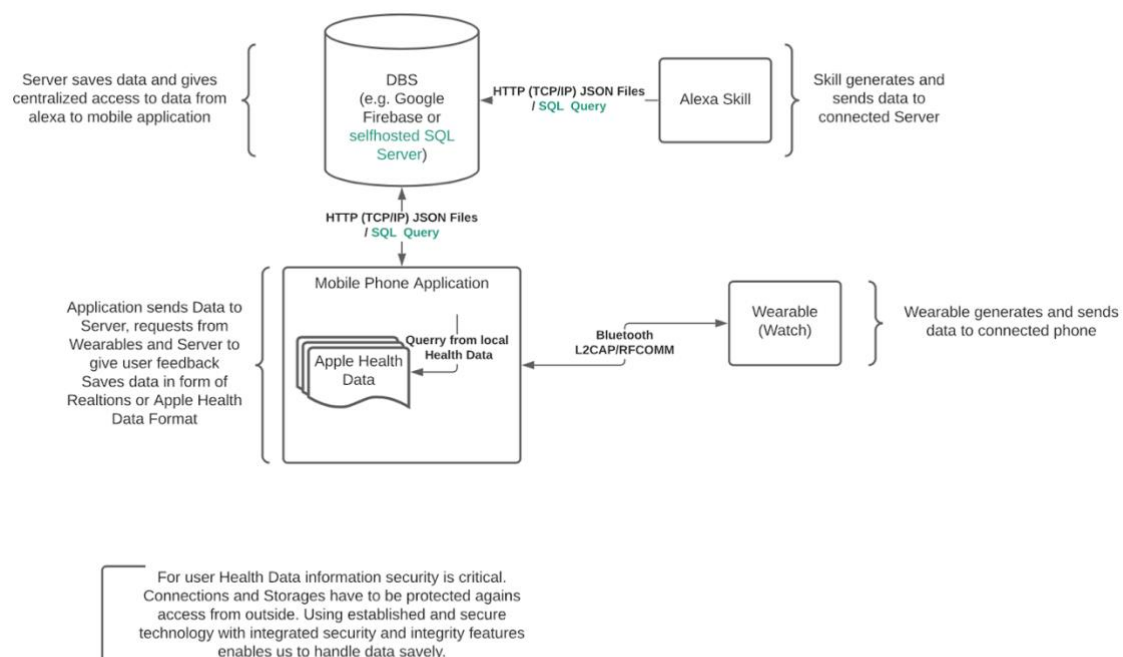 Server saves data and gives
centralized access to data from
alexa to mobile application
DBS
(e.g. Google
Firebase or
selfhosted SQL
Server)
HTTP (TCP/IP) JSON Files
/ SQL Query
Alexa Skill
Skill generates and
sends data to
connected Server
HTTP (TCP/IP) JSON Files
/ SQL Query
Application sends Data to
Server, requests from
Wearables and Server to
give user feedback
Saves data in form of
Realtions or Apple Health
Data Format
Mobile Phone Application
Querry from local
Health Data
Apple Health
Data
Bluetooth
L2CAP/RFCOMM
Wearable
(Watch)
Wearable generates and sends
data to connected phone
For user Health Data information security is critical.
Connections and Storages have to be protected agains
access from outside. Using established and secure
technology with integrated security and integrity features
enables us to handle data savely.